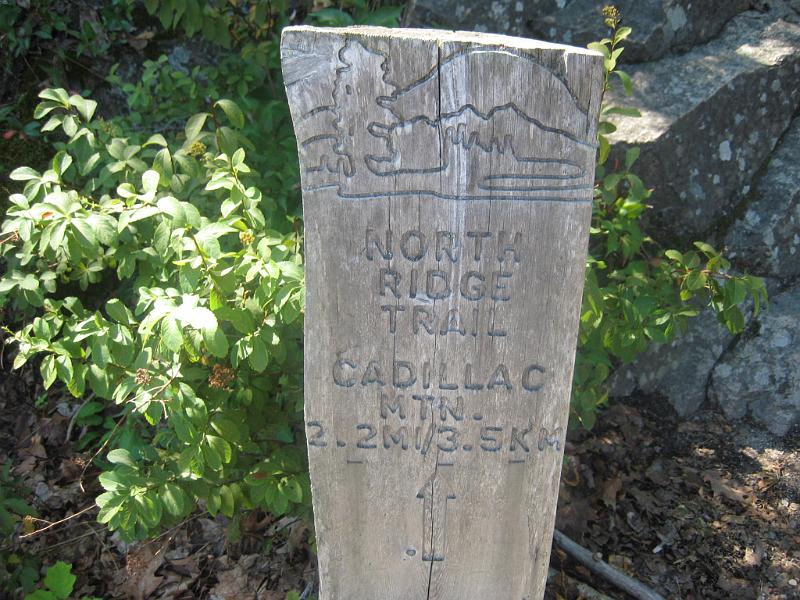 NORTH
RIDGE
TRAIL
CADILLAC
MTN.
2.2MI/3.5KM